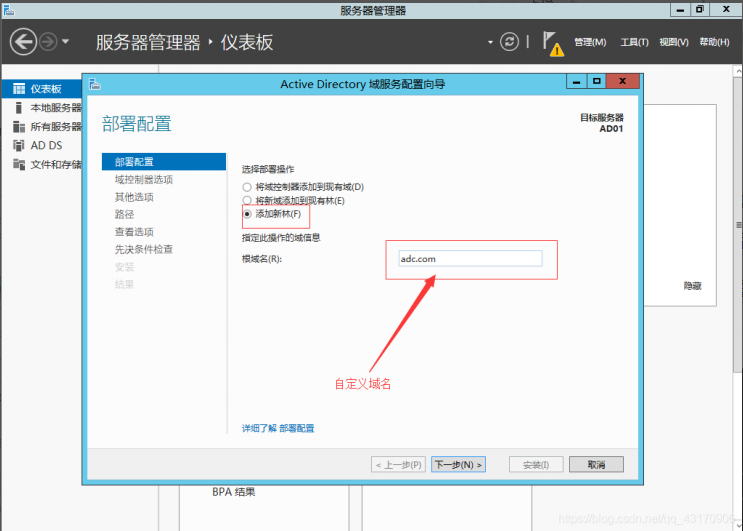 服务器管理器
服务器管理器 · 仪表板
管理(M) 工具(T) 视图(V) 帮助(H)
仪表板
本地服务器
所有服务器
AD DS
文件和存储
Active Directory 域服务配置向导
部署配置
目标服务器
AD01
部署配置
域控制器选项
其他选项
路径
查看选项
先决条件检查
安装
结果
选择部署操作
将域控制器添加到现有域(D)
将新域添加到现有林(E)
添加新林(F)
指定此操作的域信息
根域名(R):
adc.com
自定义域名
详细了解 部署配置
< 上一步(P) 下一步(N) > 安装(I) 取消
隐藏
BPA 结果
https://blog.csdn.net/qq_43170906